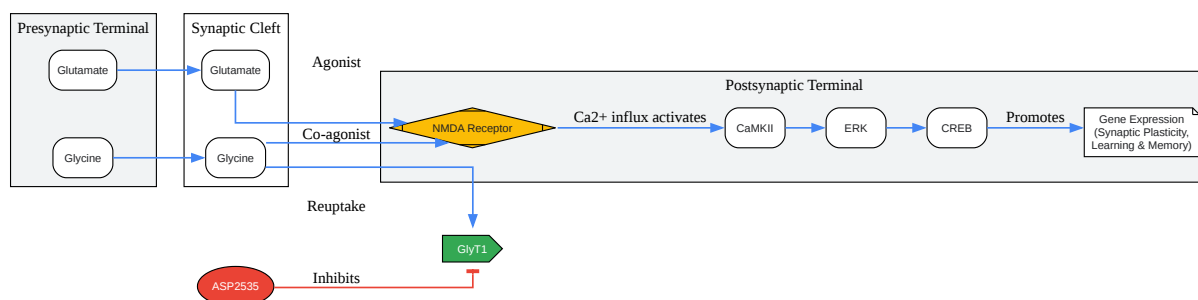 Presynaptic Terminal
Synaptic Cleft
Glutamate
Glutamate
Agonist
Postsynaptic Terminal
NMDA Receptor
Ca2+ influx activates
CaMKII
ERK
CREB
Promotes
Gene Expression
(Synaptic Plasticity,
Learning & Memory)
Co-agonist
Glycine
Glycine
Reuptake
GlyT1
Inhibits
ASP2535